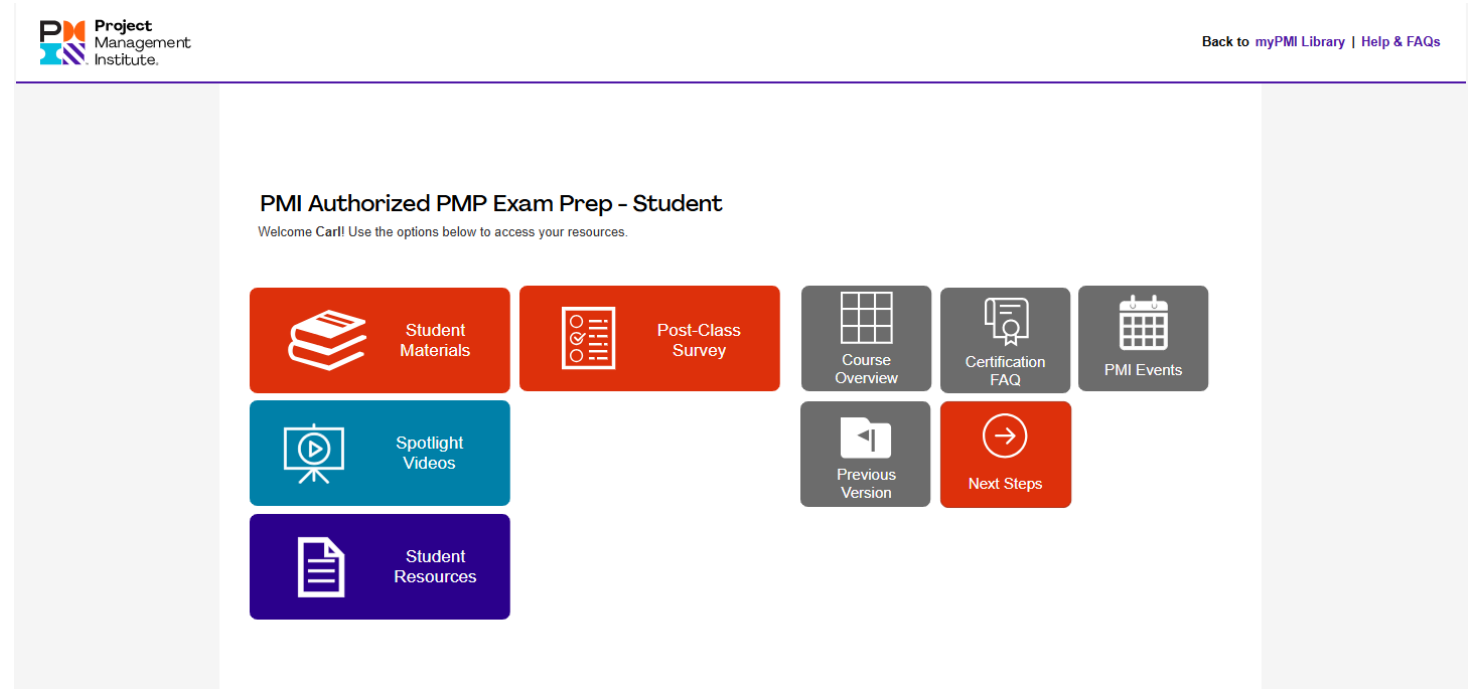 Project
Management
Institute.
Back to myPMI Library | Help & FAQs
PMI Authorized PMP Exam Prep - Student
Welcome Carl! Use the options below to access your resources.
Student
Materials
Post-Class
Survey
Course
Overview
Certification
FAQ
PMI Events
Spotlight
Videos
Previous
Version
Next Steps
Student
Resources